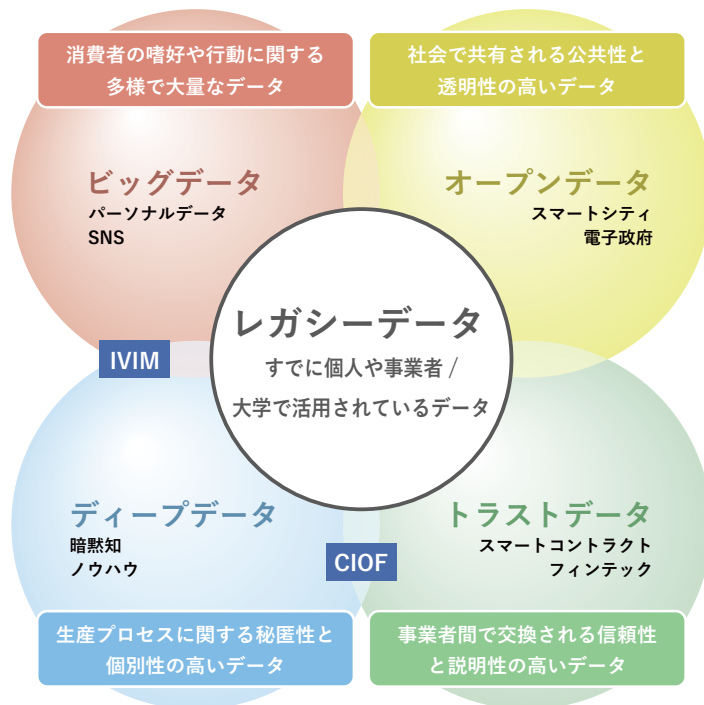 消費者の嗜好や行動に関する
多様で大量なデータ
社会で共有される公共性と
透明性の高いデータ
ビッグデータ
パーソナルデータ
SNS
オープンデータ
スマートシティ
電子政府
レガシーデータ
すでに個人や事業者 /
大学で活用されているデータ
IVIM
ディープデータ
暗黙知
ノウハウ
トラストデータ
スマートコントラクト
フィンテック
CIOF
生産プロセスに関する秘匿性と
個別性の高いデータ
事業者間で交換される信頼性
と説明性の高いデータ